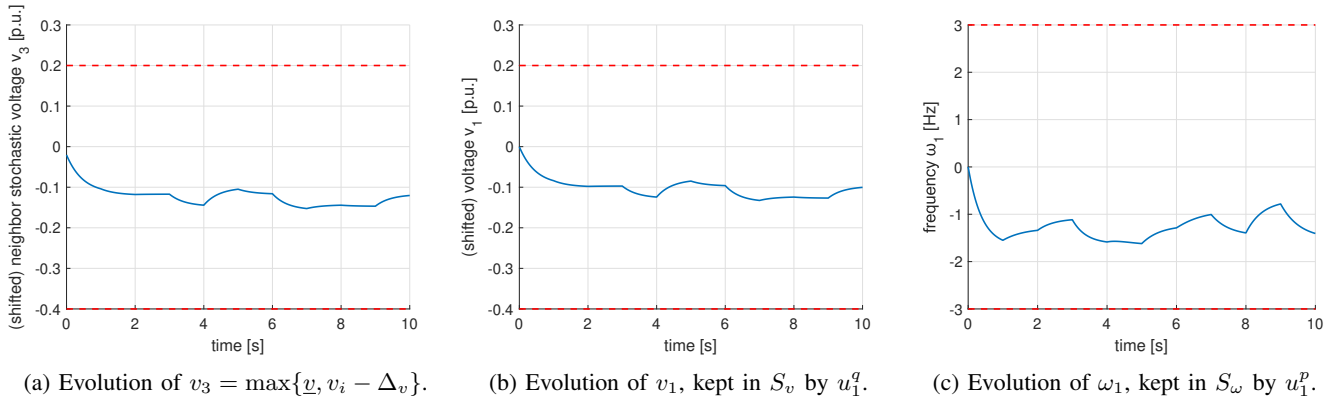 (shifted) neighbor stochastic voltage v₃ [p.u.]
0.3
0.2
0.1
0
-0.1
-0.2
-0.3
-0.4
0 2 4 6 8 10
time [s]
(a) Evolution of v₃ = max{v̲, vᵢ − Δᵥ}.
(shifted) voltage v₁ [p.u.]
0.3
0.2
0.1
0
-0.1
-0.2
-0.3
-0.4
0 2 4 6 8 10
time [s]
(b) Evolution of v₁, kept in Sᵥ by u₁^q.
frequency ω₁ [Hz]
3
2
1
0
-1
-2
-3
0 2 4 6 8 10
time [s]
(c) Evolution of ω₁, kept in S_ω by u₁^p.